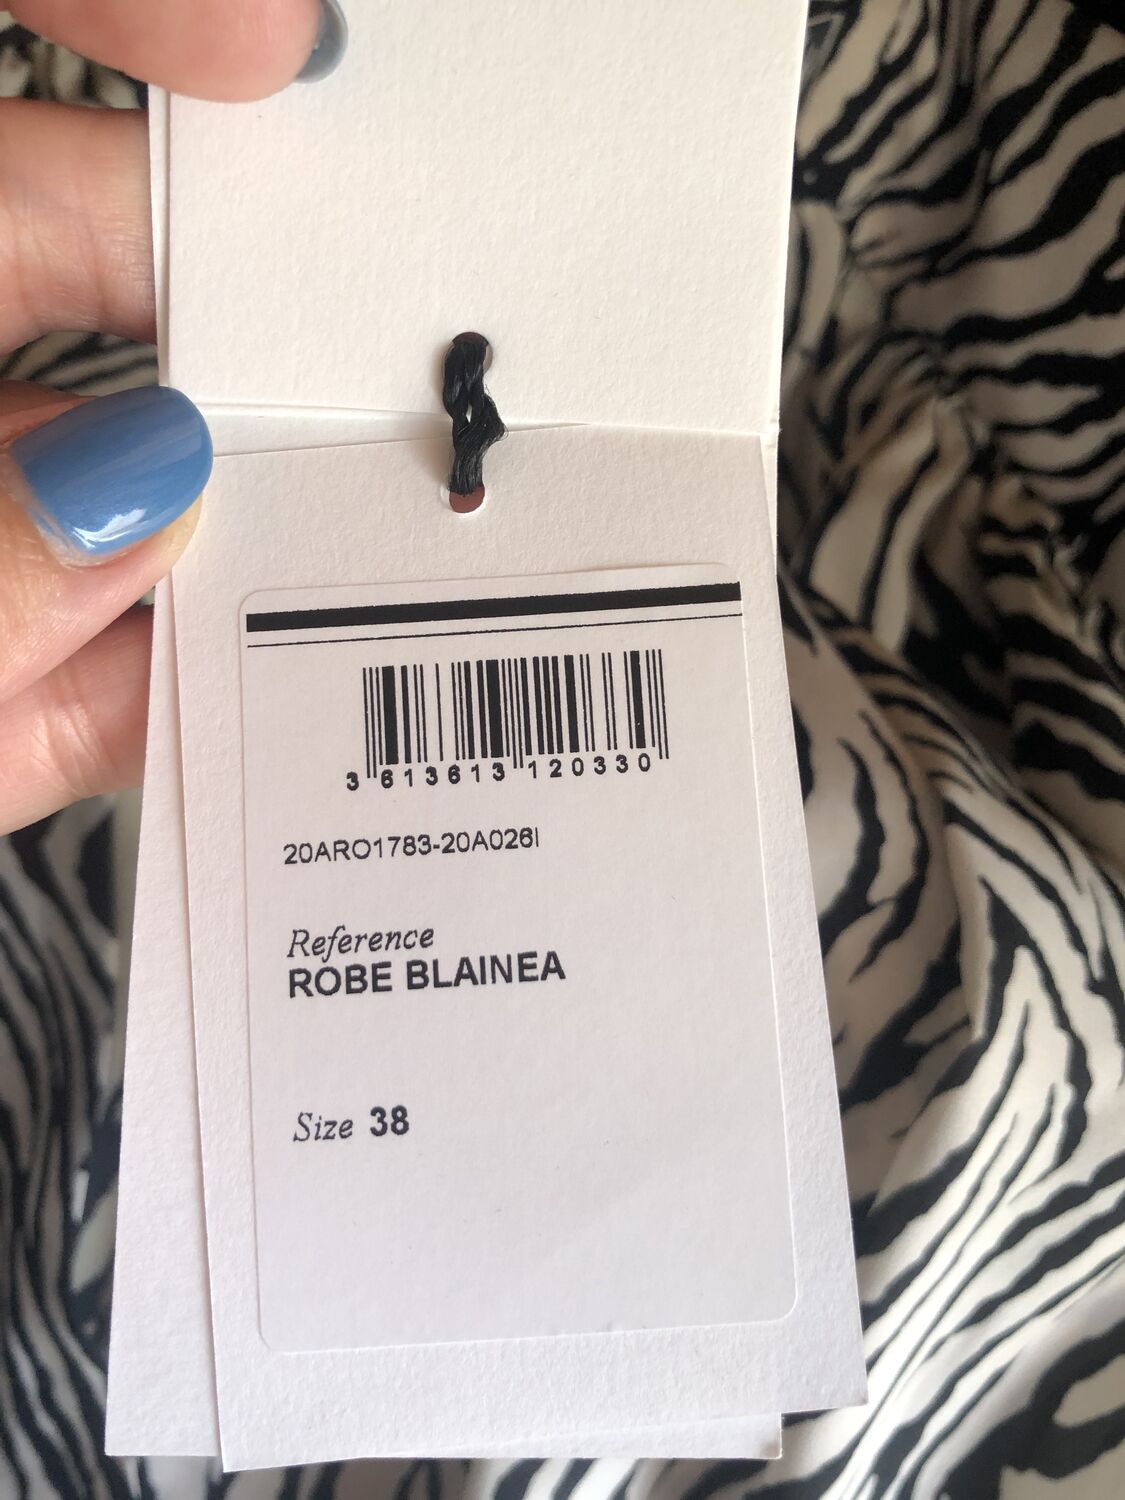 3 613613 120330
20ARO1783-20A026I
Reference
ROBE BLAINEA
Size 38